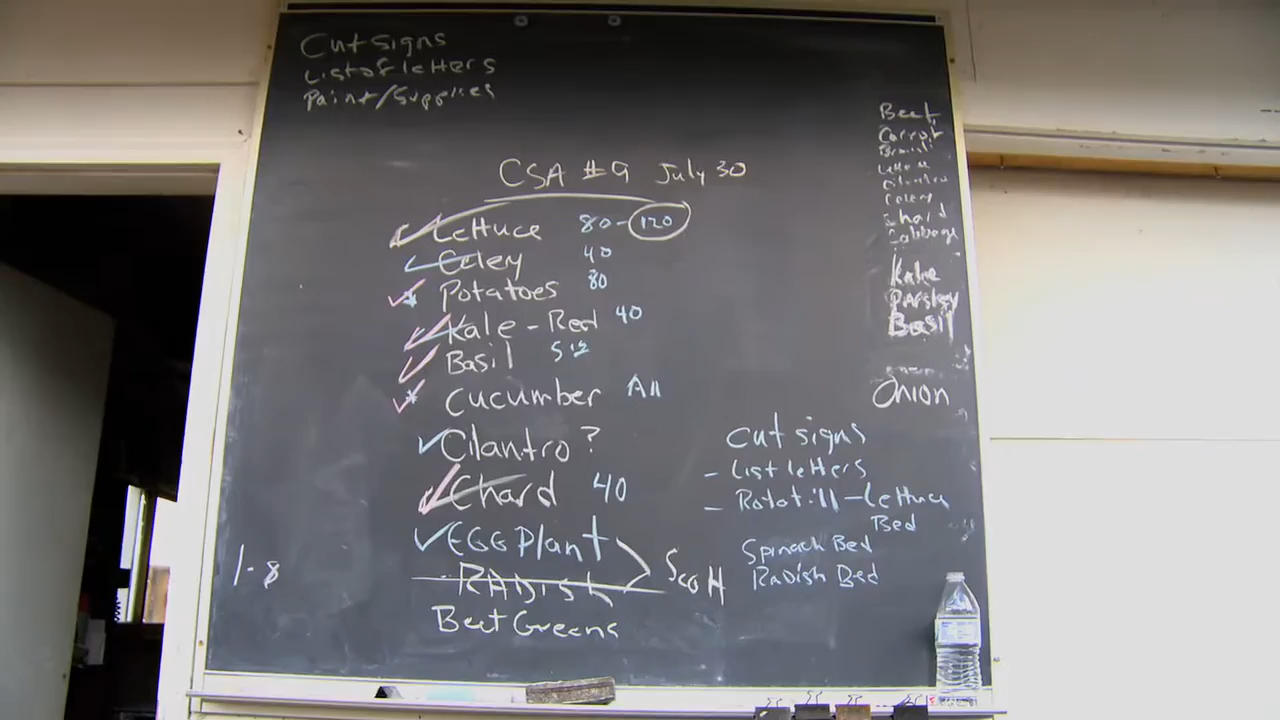 Cut signs
List of letters
Paint/Supplies
CSA #9 July 30
Lettuce 80-120
Celery 40
Potatoes 80
Kale-Red 40
Basil
Cucumber All
Cilantro?
Chard 40
EGGPlant
RADish
Scott
Beet Greens
1-8
Beet
Carrot
Lettuce
Cilantro
Celery
Chard
Cabbage
Kale
Parsley
Basil
Onion
Cut signs
- List letters
- Rototill-Lettuce
Bed
Spinach Bed
Radish Bed